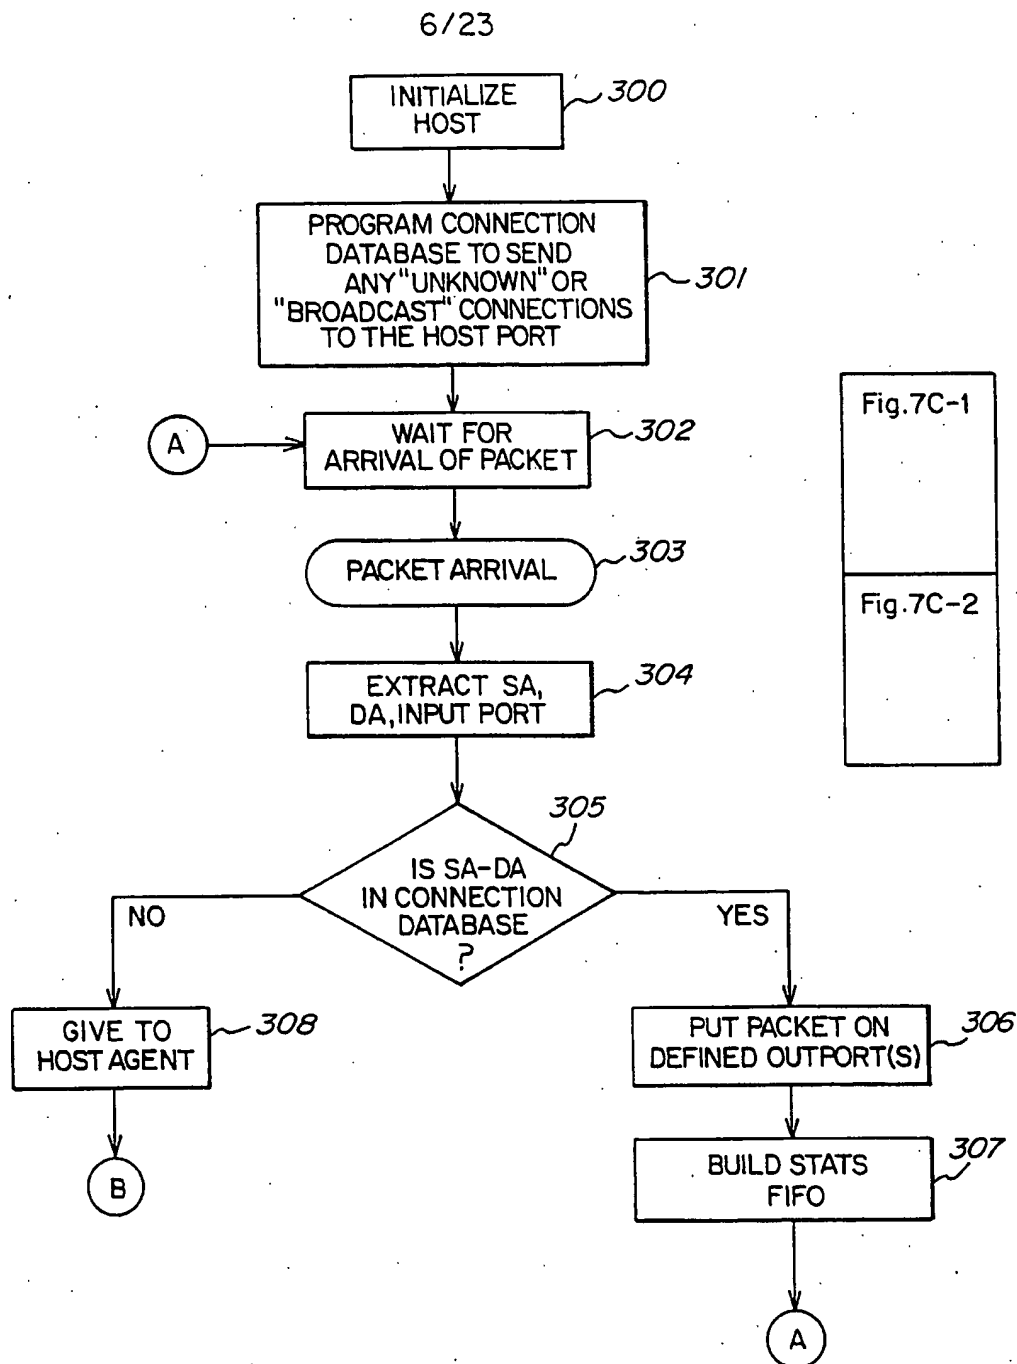 6/23
INITIALIZE
HOST
300
PROGRAM CONNECTION
DATABASE TO SEND
ANY "UNKNOWN" OR
"BROADCAST" CONNECTIONS
TO THE HOST PORT
301
A
WAIT FOR
ARRIVAL OF PACKET
302
Fig.7C-1
PACKET ARRIVAL
303
Fig.7C-2
EXTRACT SA,
DA, INPUT PORT
304
305
IS SA-DA
IN CONNECTION
DATABASE
?
NO
YES
GIVE TO
HOST AGENT
308
PUT PACKET ON
DEFINED OUTPORT(S)
306
B
BUILD STATS
FIFO
307
A